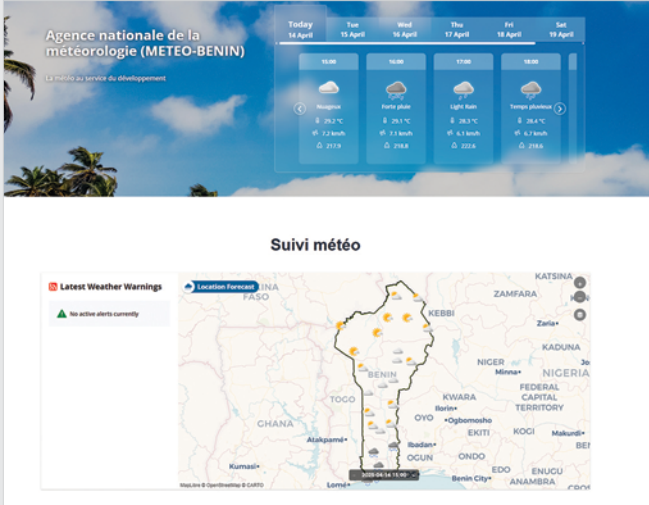 Agence nationale de la
météorologie (METEO-BENIN)
La météo au service du développement
Today
14 April
Tue
15 April
Wed
16 April
Thu
17 April
Fri
18 April
Sat
19 April
15:00
Nuageux
29.2 °C
7.2 km/h
217.9
16:00
Forte pluie
29.1 °C
7.1 km/h
218.8
17:00
Light Rain
28.3 °C
6.1 km/h
222.6
18:00
Temps pluvieux
28.4 °C
6.7 km/h
218.6
Suivi météo
Latest Weather Warnings
No active alerts currently
Location Forecast
KATSINA
FASO
ZAMFARA
KEBBI
Zaria
KADUNA
NIGER
Minna
NIGERIA
BENIN
TOGO
KWARA
FEDERAL
CAPITAL
TERRITORY
Ilorin
OYO
Ogbomosho
GHANA
EKITI
KOGI
Makurdi
Atakpamé
Ibadan
OGUN
ONDO
Kumasi
EDO
ENUGU
Benin City
ANAMBRA
Lomé
MapLibre © OpenStreetMap © CARTO